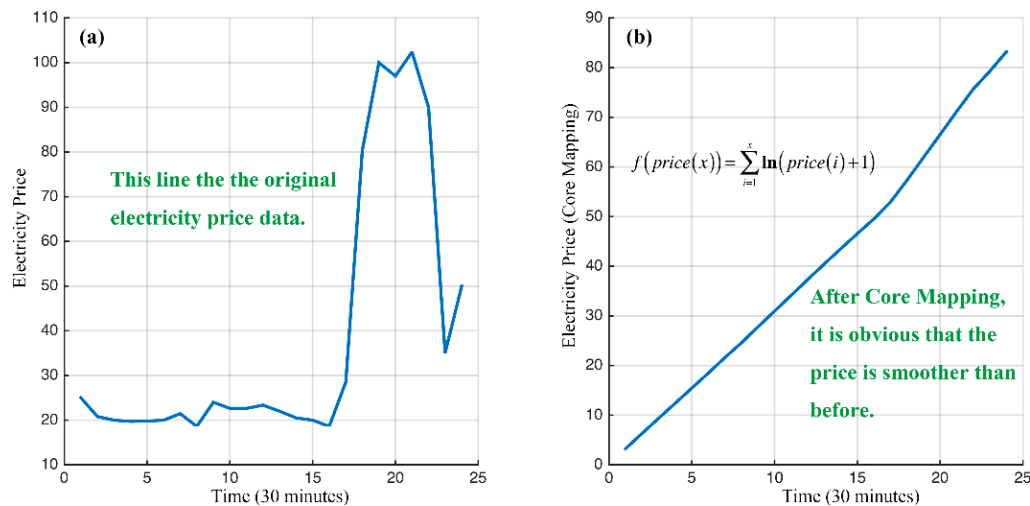 (a)
110
100
90
80
70
60
50
40
30
20
10
0
5
10
15
20
25
Electricity Price
Time (30 minutes)
This line the the original
electricity price data.
(b)
90
80
70
60
50
40
30
20
10
0
0
5
10
15
20
25
Electricity Price (Core Mapping)
Time (30 minutes)
f(price(x))=∑_{i=1}^{x} ln(price(i)+1)
After Core Mapping,
it is obvious that the
price is smoother than
before.